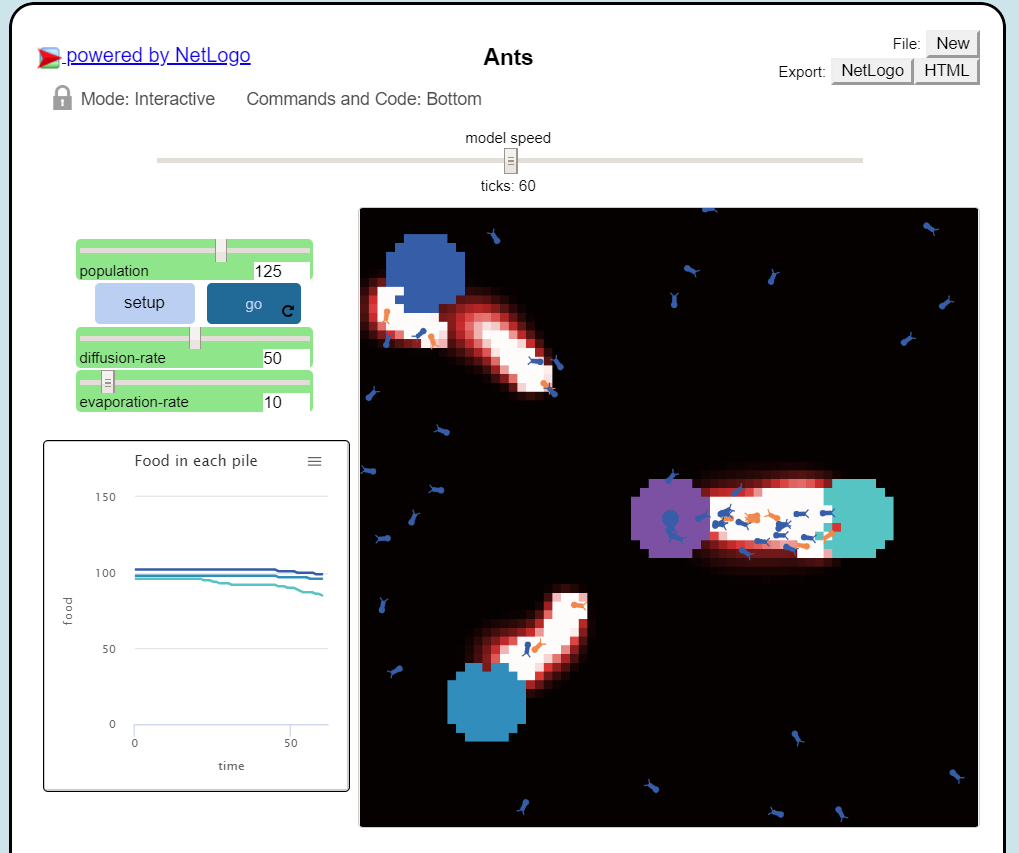 powered by NetLogo
Ants
File: New
Export: NetLogo HTML
Mode: Interactive
Commands and Code: Bottom
model speed
ticks: 60
population 125
setup
go
diffusion-rate 50
evaporation-rate 10
Food in each pile
150
100
50
0
food
0 50
time